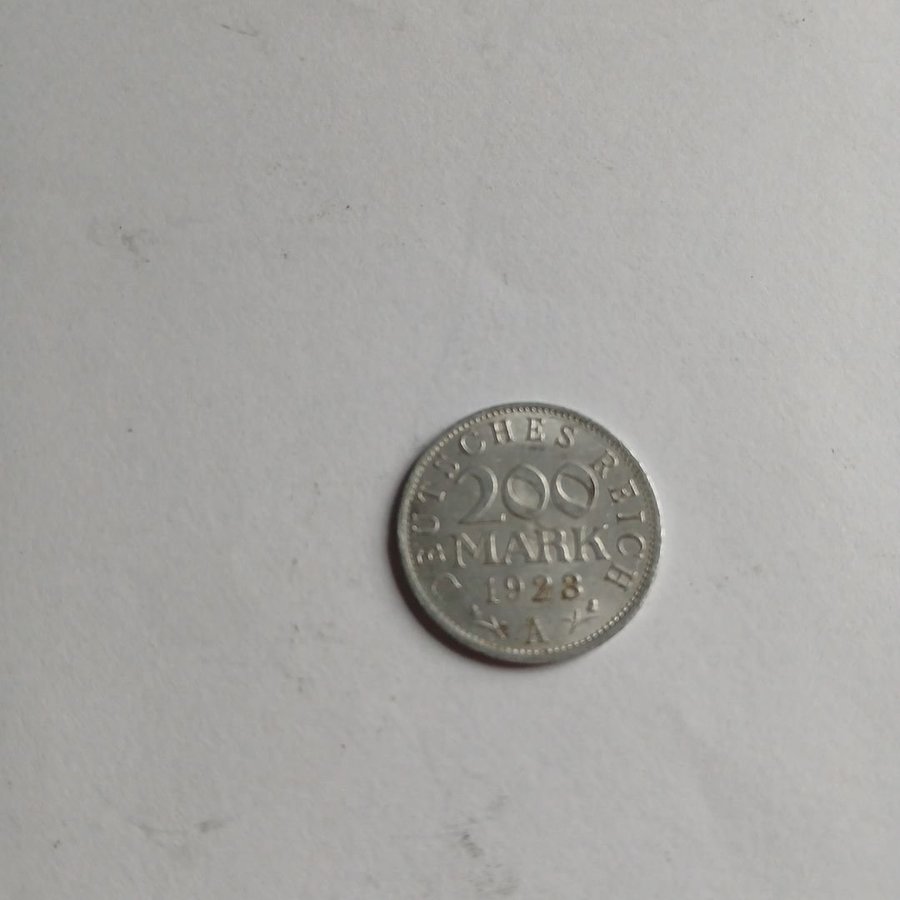 DEUTSCHES REICH
200
MARK
1923
A